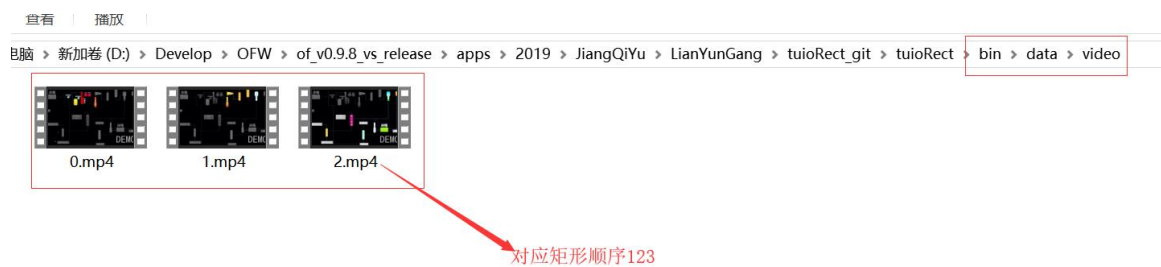 查看 播放
电脑 > 新加卷 (D:) > Develop > OFW > of_v0.9.8_vs_release > apps > 2019 > JiangQiYu > LianYunGang > tuioRect_git > tuioRect > bin > data > video
0.mp4 1.mp4 2.mp4
对应矩形顺序123